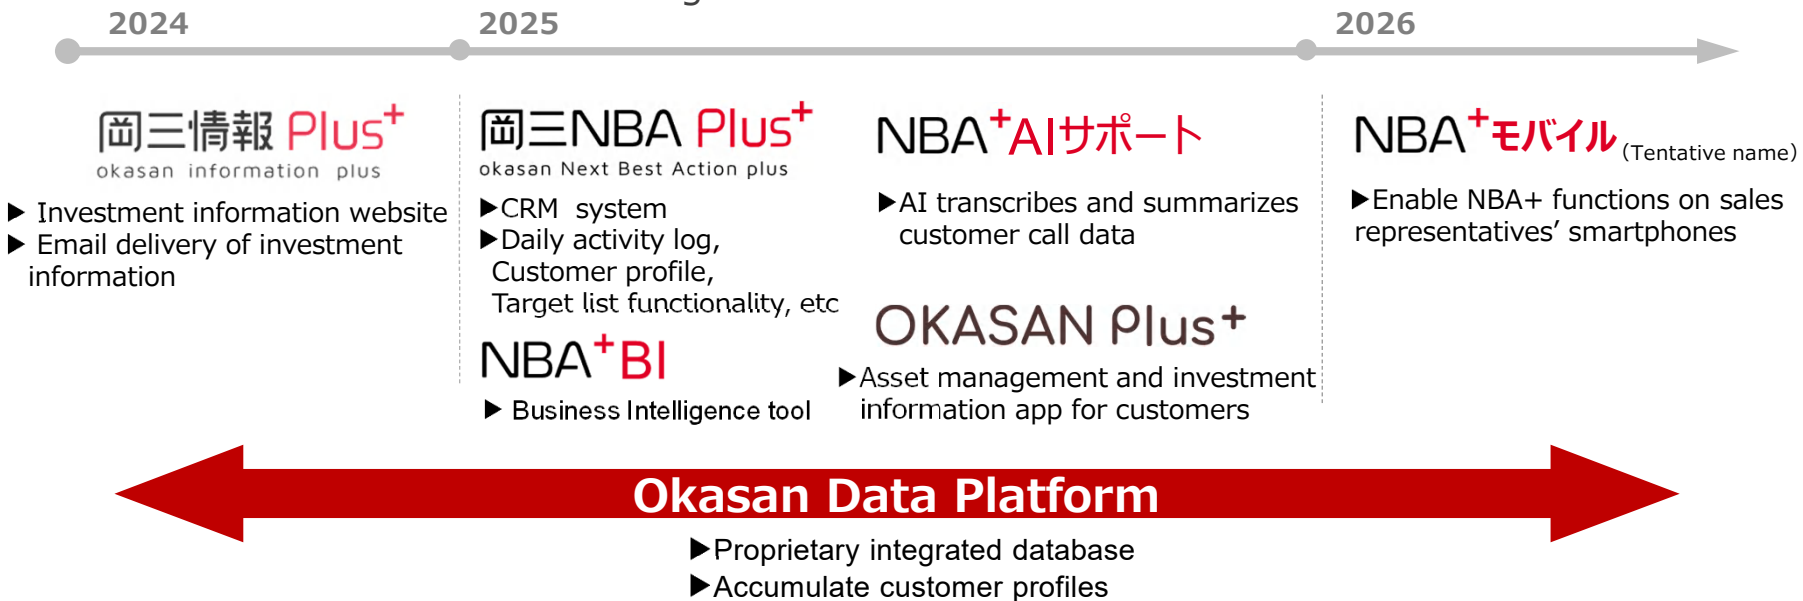 2024
2025
2026
岡三情報 Plus+
okasan information plus
▶ Investment information website
▶ Email delivery of investment
information
岡三NBA Plus+
okasan Next Best Action plus
▶CRM system
▶Daily activity log,
Customer profile,
Target list functionality, etc
NBA+BI
▶ Business Intelligence tool
NBA+AIサポート
▶AI transcribes and summarizes
customer call data
OKASAN Plus+
▶Asset management and investment
information app for customers
NBA+モバイル (Tentative name)
▶Enable NBA+ functions on sales
representatives’ smartphones
Okasan Data Platform
▶Proprietary integrated database
▶Accumulate customer profiles